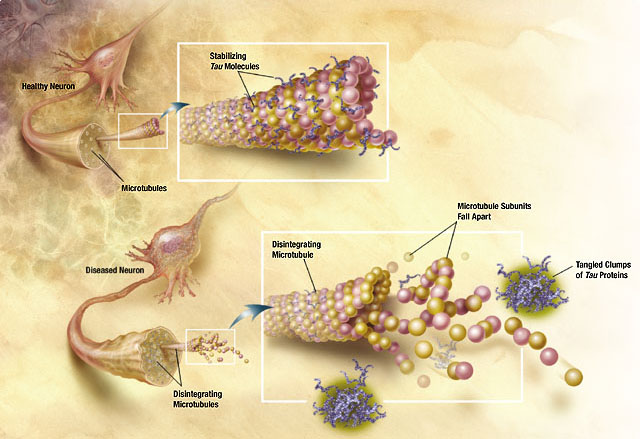 Stabilizing
Tau Molecules
Healthy Neuron
Microtubules
Microtubule Subunits
Fall Apart
Disintegrating
Microtubule
Tangled Clumps
of Tau Proteins
Diseased Neuron
Disintegrating
Microtubules